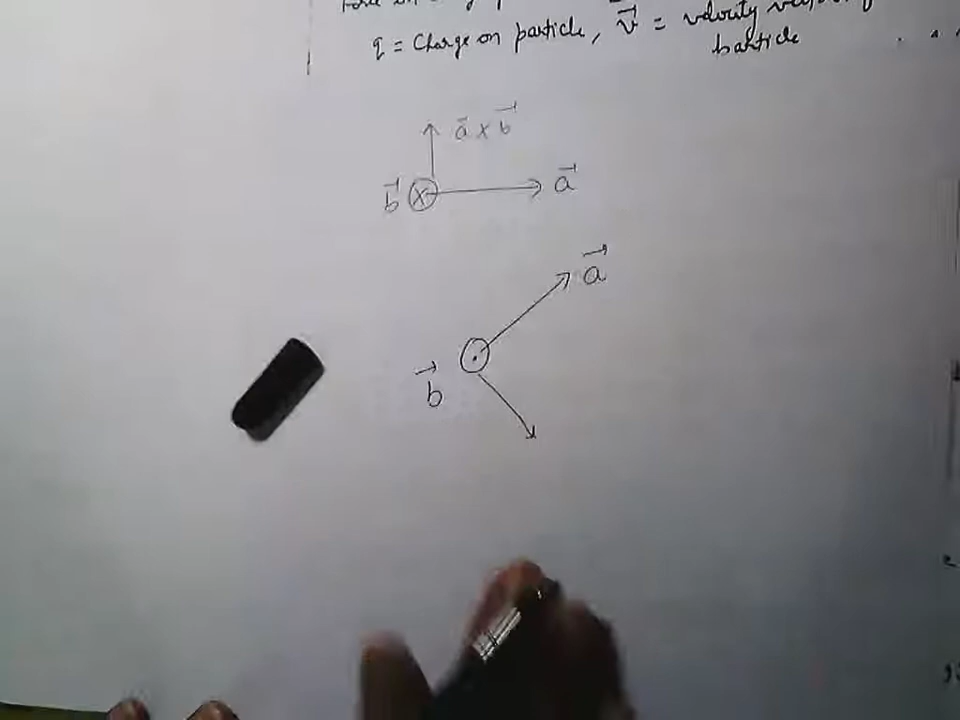 q = Charge on particle, v⃗ = velocity
particle
a⃗ x b⃗
b⃗ a⃗
a⃗
b⃗